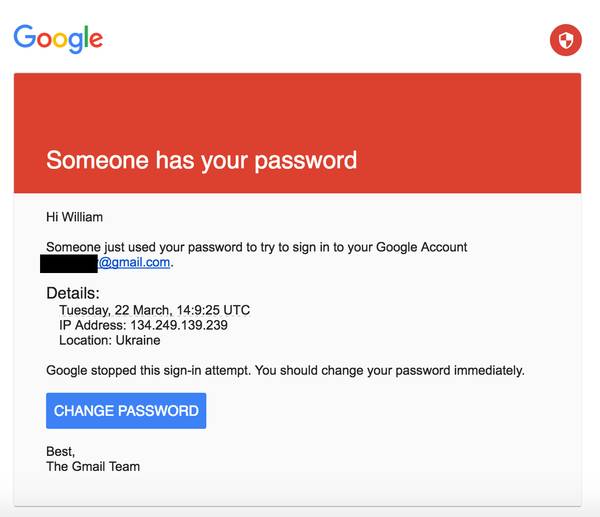 Google
Someone has your password
Hi William
Someone just used your password to try to sign in to your Google Account
@gmail.com.
Details:
Tuesday, 22 March, 14:9:25 UTC
IP Address: 134.249.139.239
Location: Ukraine
Google stopped this sign-in attempt. You should change your password immediately.
CHANGE PASSWORD
Best,
The Gmail Team